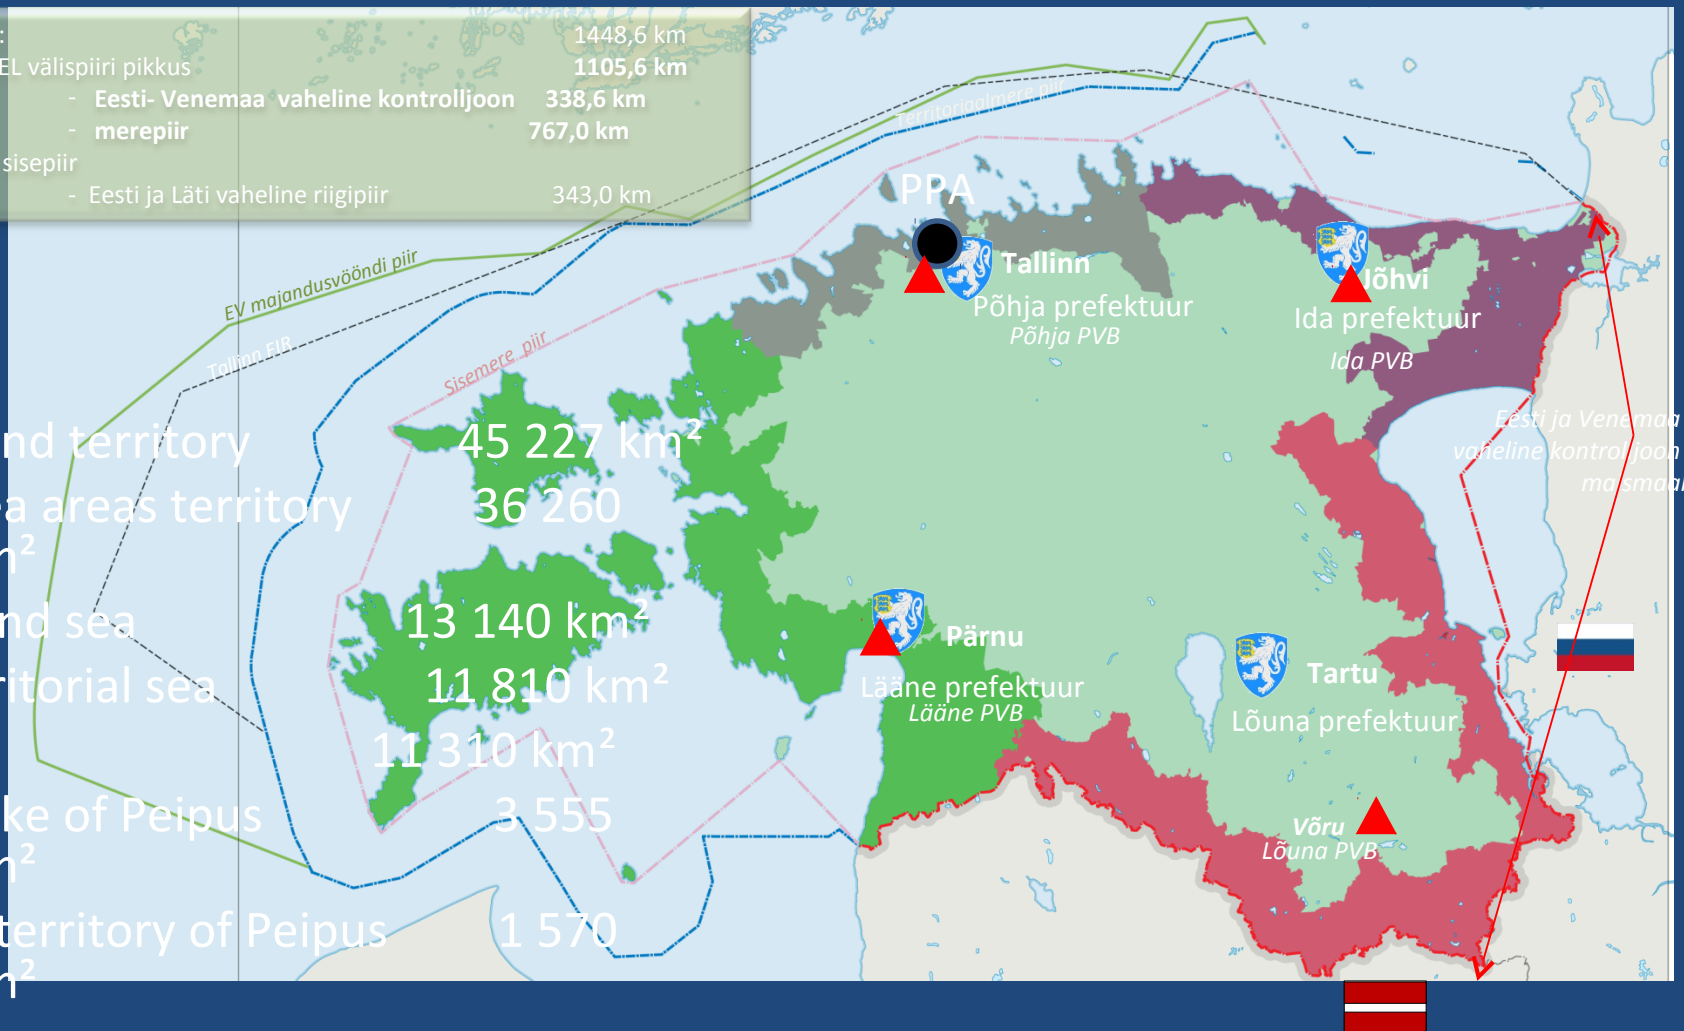 :
1448,6 km
EL välispiiri pikkus 1105,6 km
- Eesti- Venemaa vaheline kontrolljoon 338,6 km
- merepiir 767,0 km
sisepiir
- Eesti ja Läti vaheline riigipiir 343,0 km
Territoriaalmere piir
EV majandusvööndi piir
Tallinn FIR
Sisemere piir
PPA
Tallinn
Põhja prefektuur
Põhja PVB
Jõhvi
Ida prefektuur
Ida PVB
Eesti ja Venemaa
vaheline kontrolljoon
maismaal
nd territory 45 227 km²
a areas territory 36 260
m²
nd sea 13 140 km²
ritorial sea 11 810 km²
11 310 km²
ke of Peipus 3 555
m²
territory of Peipus 1 570
m²
Pärnu
Lääne prefektuur
Lääne PVB
Tartu
Lõuna prefektuur
Võru
Lõuna PVB